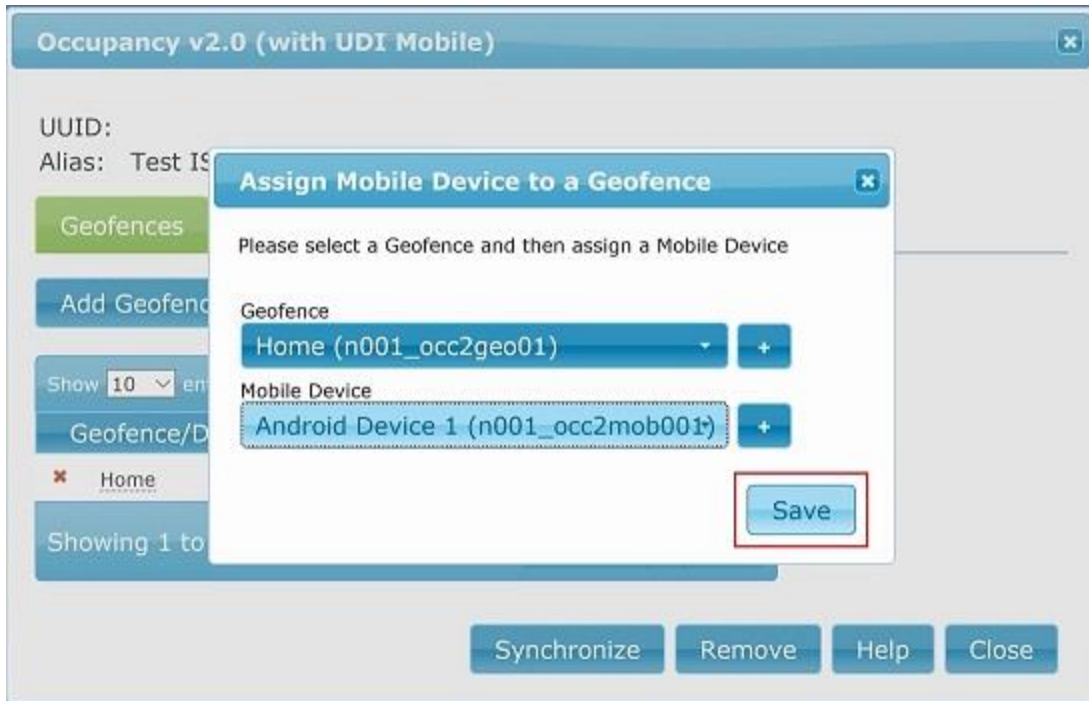 Occupancy v2.0 (with UDI Mobile)
UUID:
Alias: Test IS
Assign Mobile Device to a Geofence
Geofences
Please select a Geofence and then assign a Mobile Device
Add Geofenc
Geofence
Home (n001_occ2geo01)
+
Show 10 en
Mobile Device
Android Device 1 (n001_occ2mob001)
+
Geofence/D
Home
Save
Showing 1 to
Synchronize Remove Help Close